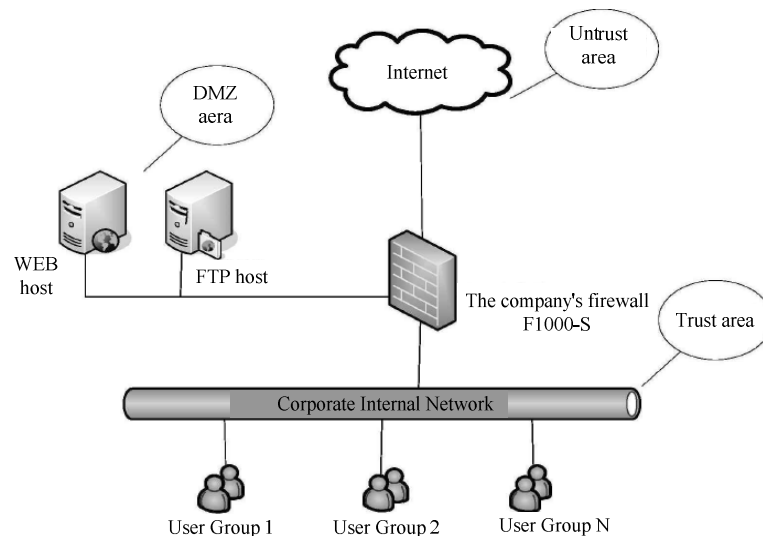 Untrust
area
Internet
DMZ
aera
WEB
host
FTP host
The company's firewall
F1000-S
Trust area
Corporate Internal Network
User Group 1
User Group 2
User Group N